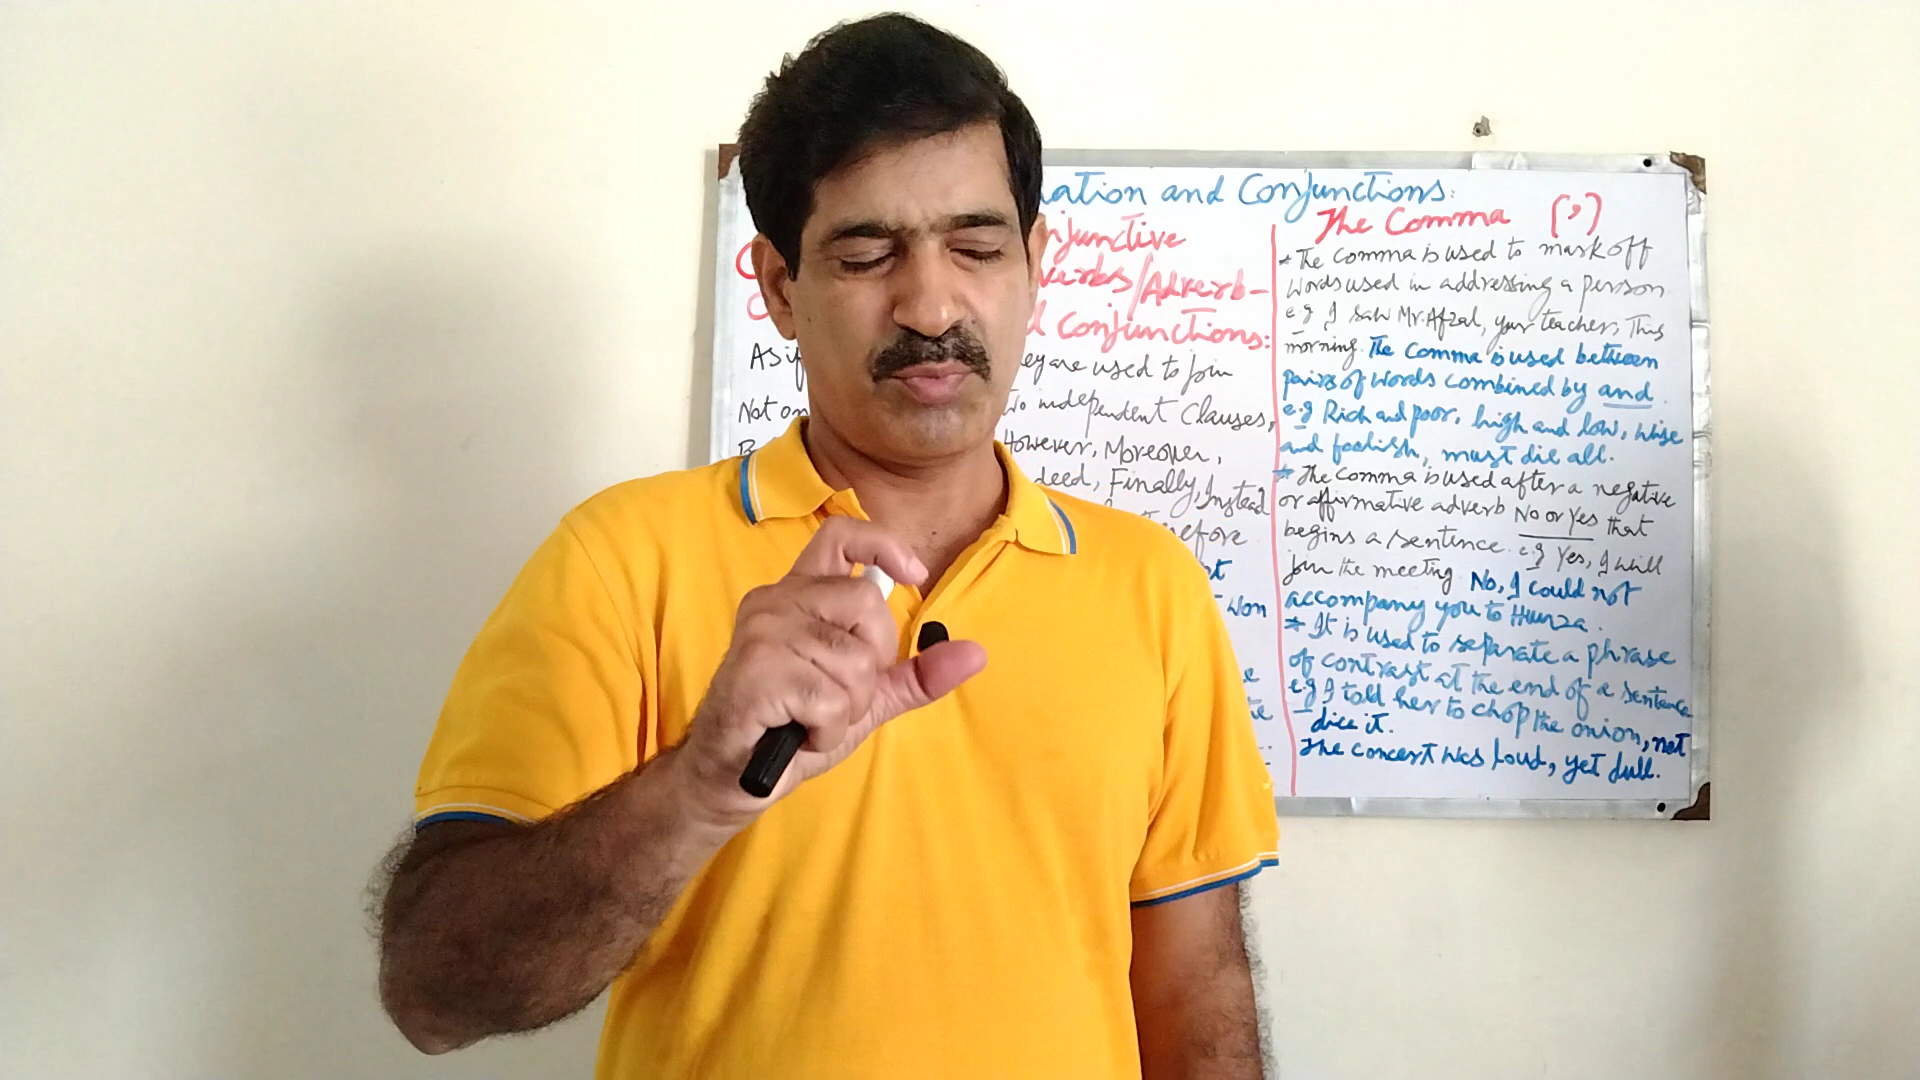 nation and Conjunctions:
njunctive
verbs/Adverb-
d Conjunctions:
As if
ey are used to join
Not on
wo independent Clauses,
B
However, Moreover,
deed, Finally, Instead
efore
Won
The Comma (,)
* The comma is used to mark off
words used in addressing a person
e.g I saw Mr. Afzal, your teacher, This
morning. The comma is used between
pairs of words combined by and.
e.g Rich and poor, high and low, wise
and foolish, must die all.
* The comma is used after a negative
or affirmative adverb No or Yes that
begins a sentence. e.g Yes, I will
join the meeting. No, I could not
accompany you to Hunza.
* It is used to separate a phrase
of contrast at the end of a sentence
e.g I told her to chop the onion, not
dice it.
The concert was loud, yet dull.